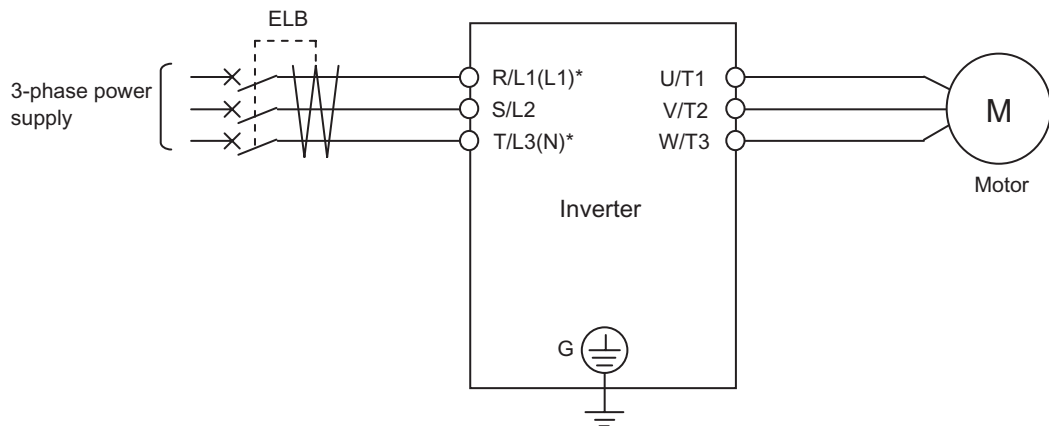 ELB
3-phase power
supply
R/L1(L1)*
S/L2
T/L3(N)*
U/T1
V/T2
W/T3
M
Motor
Inverter
G